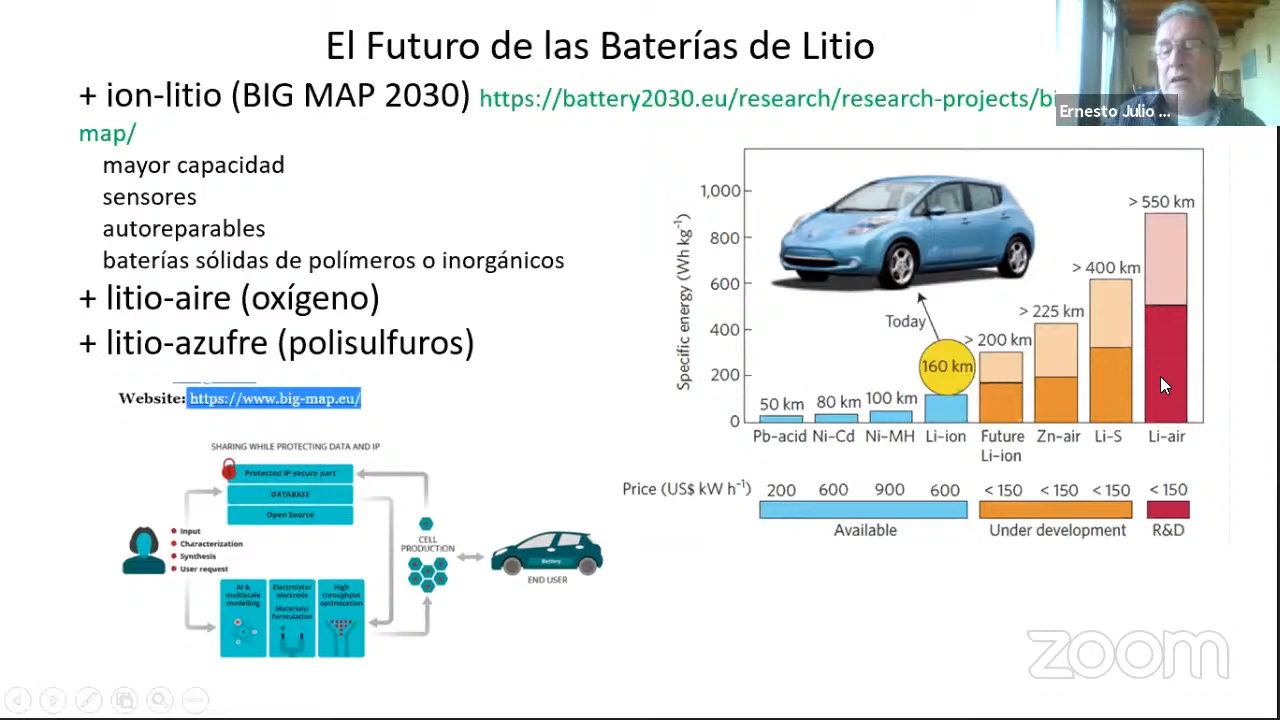 El Futuro de las Baterías de Litio
+ ion-litio (BIG MAP 2030) https://battery2030.eu/research/research-projects/bi
map/
mayor capacidad
sensores
autoreparables
baterías sólidas de polímeros o inorgánicos
+ litio-aire (oxígeno)
+ litio-azufre (polisulfuros)
Website: https://www.big-map.eu/
SHARING WHILE PROTECTING DATA AND IP
Protected IP-secure part
DATABASE
Open Source
Input
Characterization
Synthesis
User request
AI &
multiscale
modelling
Electrolyte/
electrode
Materials/
formulation
High
throughput
optimization
CELL
PRODUCTION
Battery
END USER
Ernesto Julio ...
Specific energy (Wh kg⁻¹)
1,000
800
600
400
200
0
Today
50 km
80 km
100 km
160 km
> 200 km
> 225 km
> 400 km
> 550 km
Pb-acid Ni-Cd Ni-MH Li-ion Future Zn-air Li-S Li-air
Li-ion
Price (US$ kW h⁻¹) 200 600 900 600 < 150 < 150 < 150 < 150
Available Under development R&D
zoom